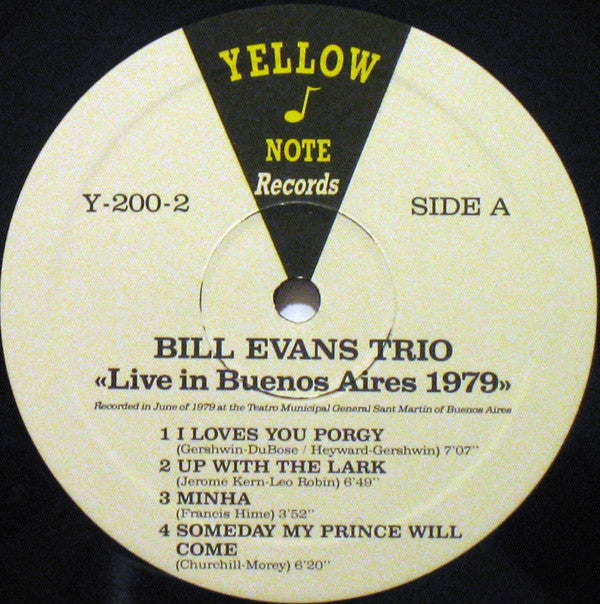 YELLOW
NOTE
Records
Y-200-2
SIDE A
BILL EVANS TRIO
«Live in Buenos Aires 1979»
Recorded in June of 1979 at the Teatro Municipal General Sant Martin of Buenos Aires
1 I LOVES YOU PORGY
(Gershwin-DuBose / Heyward-Gershwin) 7'07''
2 UP WITH THE LARK
(Jerome Kern-Leo Robin) 6'49''
3 MINHA
(Francis Hime) 3'52''
4 SOMEDAY MY PRINCE WILL
COME
(Churchill-Morey) 6'20''